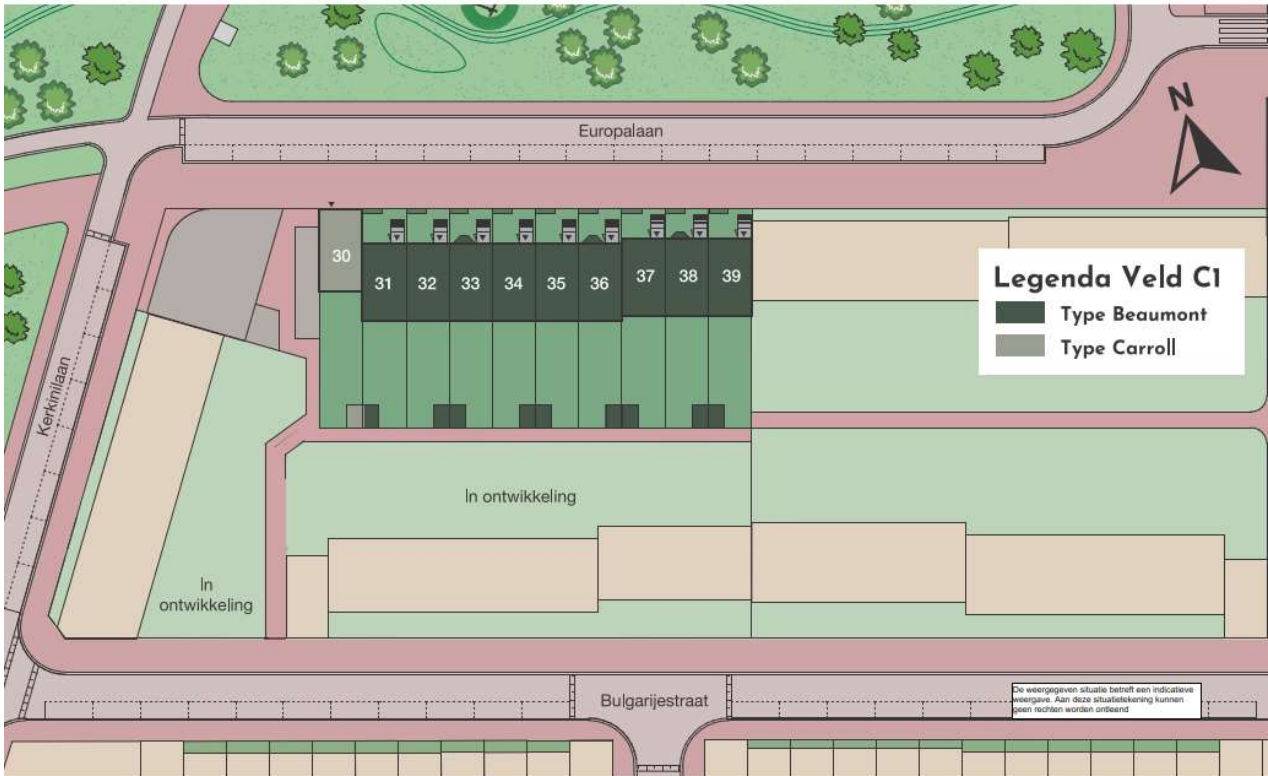 Europalaan
N
30
31
32
33
34
35
36
37
38
39
Legenda Veld C1
Type Beaumont
Type Carroll
Kerkinilaan
In ontwikkeling
In
ontwikkeling
Bulgarijestraat
De weergegeven situatie betreft een indicatieve
weergave. Aan deze situatietekening kunnen
geen rechten worden ontleend